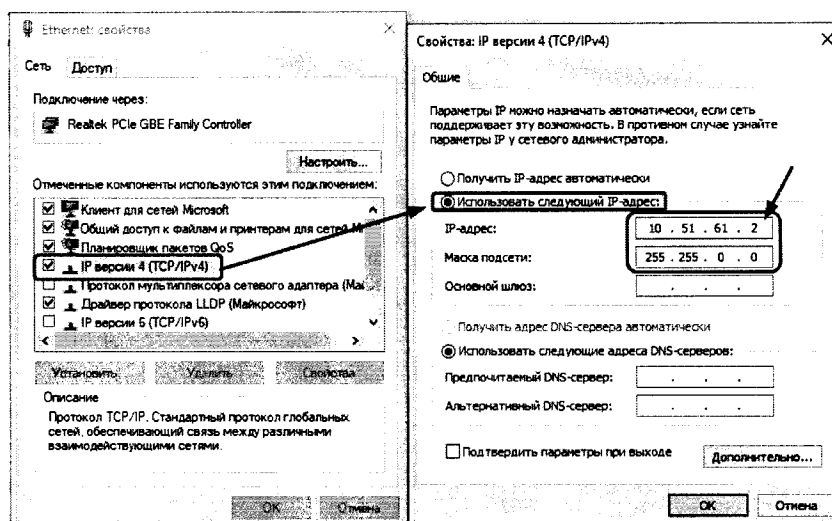 Ethernet: свойства
Сеть Доступ
Подключение через:
Realtek PCIe GBE Family Controller
Настроить...
Отмеченные компоненты используются этим подключением:
Клиент для сетей Microsoft
Общий доступ к файлам и принтерам для сетей Mi
Планировщик пакетов QoS
IP версии 4 (TCP/IPv4)
Протокол мультиплексора сетевого адаптера (Май
Драйвер протокола LLDP (Майкрософт)
IP версии 6 (TCP/IPv6)
Установить Удалить Свойства
Описание
Протокол TCP/IP. Стандартный протокол глобальных
сетей, обеспечивающий связь между различными
взаимодействующими сетями.
OK Отмена
Свойства: IP версии 4 (TCP/IPv4)
Общие
Параметры IP можно назначать автоматически, если сеть
поддерживает эту возможность. В противном случае узнайте
параметры IP у сетевого администратора.
Получить IP-адрес автоматически
Использовать следующий IP-адрес:
IP-адрес: 10 . 51 . 61 . 2
Маска подсети: 255 . 255 . 0 . 0
Основной шлюз: . . .
Получить адрес DNS-сервера автоматически
Использовать следующие адреса DNS-серверов:
Предпочитаемый DNS-сервер: . . .
Альтернативный DNS-сервер: . . .
Подтвердить параметры при выходе
Дополнительно...
OK Отмена